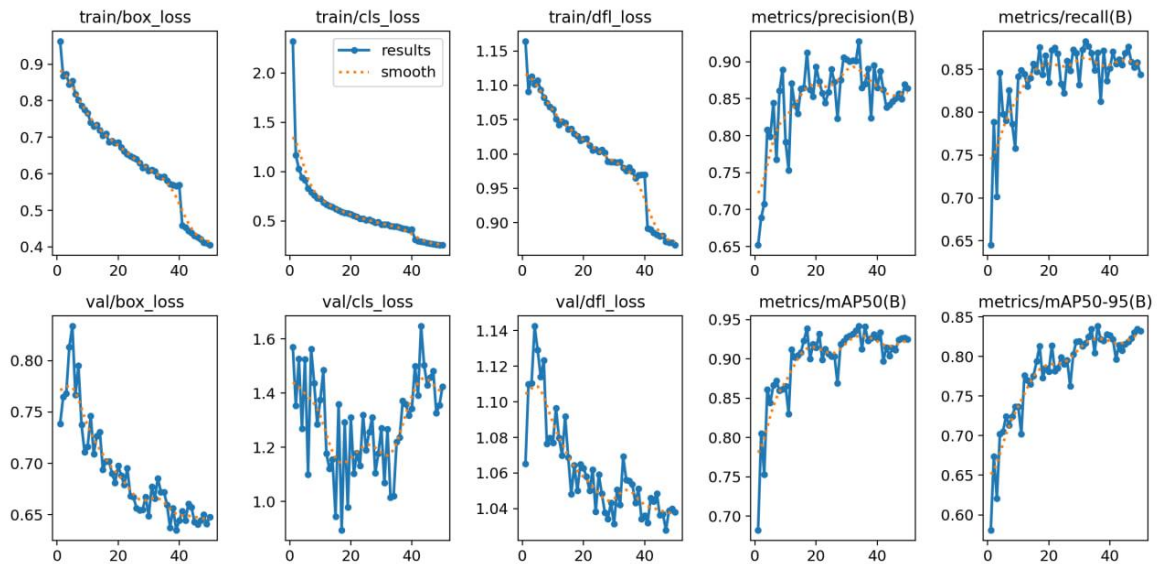 train/box_loss
train/cls_loss
train/dfl_loss
metrics/precision(B)
metrics/recall(B)
0.9
0.8
0.7
0.6
0.5
0.4
0 20 40
2.0
1.5
1.0
0.5
0 20 40
results
smooth
1.15
1.10
1.05
1.00
0.95
0.90
0 20 40
0.90
0.85
0.80
0.75
0.70
0.65
0 20 40
0.85
0.80
0.75
0.70
0.65
0 20 40
val/box_loss
val/cls_loss
val/dfl_loss
metrics/mAP50(B)
metrics/mAP50-95(B)
0.80
0.75
0.70
0.65
0 20 40
1.6
1.4
1.2
1.0
0 20 40
1.14
1.12
1.10
1.08
1.06
1.04
0 20 40
0.95
0.90
0.85
0.80
0.75
0.70
0 20 40
0.85
0.80
0.75
0.70
0.65
0.60
0 20 40